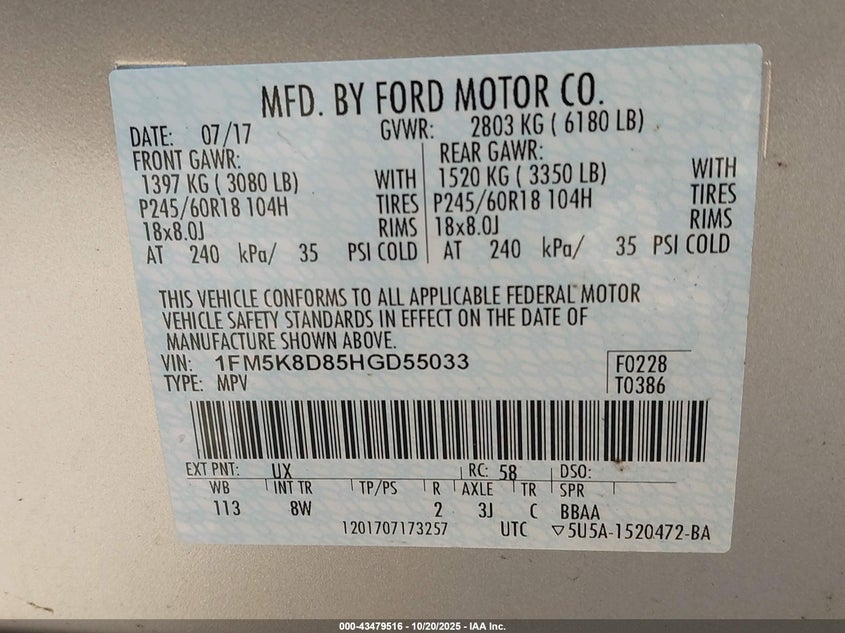 MFD. BY FORD MOTOR CO.
DATE: 07/17 GVWR: 2803 KG ( 6180 LB)
FRONT GAWR: REAR GAWR:
1397 KG ( 3080 LB) WITH 1520 KG ( 3350 LB) WITH
P245/60R18 104H TIRES P245/60R18 104H TIRES
18x8.0J RIMS 18x8.0J RIMS
AT 240 kPa/ 35 PSI COLD AT 240 kPa/ 35 PSI COLD
THIS VEHICLE CONFORMS TO ALL APPLICABLE FEDERAL MOTOR
VEHICLE SAFETY STANDARDS IN EFFECT ON THE DATE OF
MANUFACTURE SHOWN ABOVE.
VIN: 1FM5K8D85HGD55033 F0228
TYPE: MPV T0386
EXT PNT: UX RC: 58 DSO:
WB INT TR TP/PS R AXLE TR SPR
113 8W 2 3J C BBAA
1201707173257 UTC ▽5U5A-1520472-BA
000-43479516 - 10/20/2025 - IAA Inc.